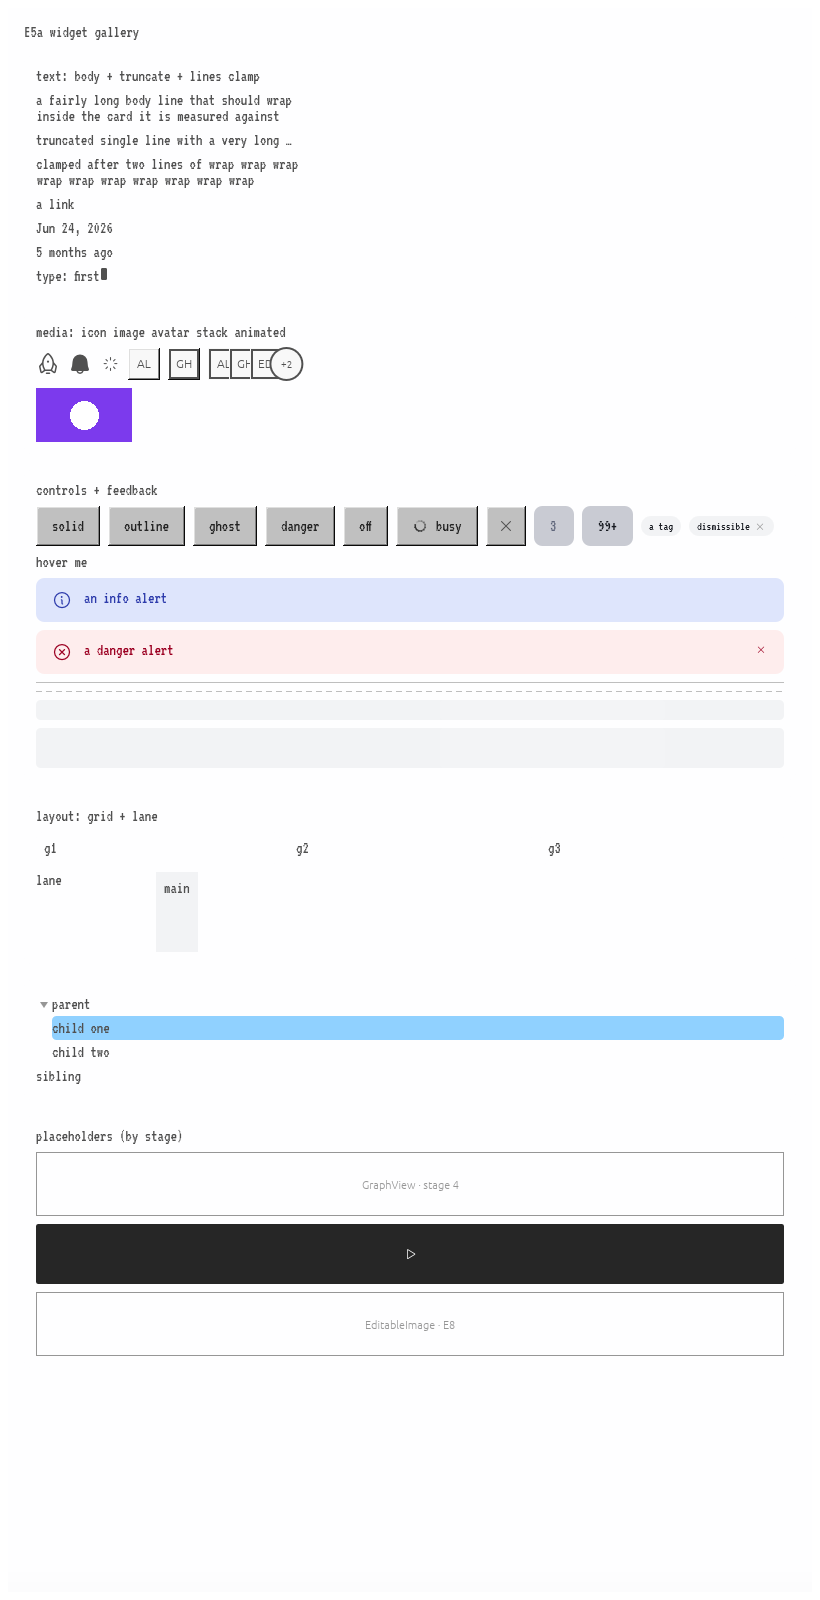 E5a widget gallery
text: body + truncate + lines clamp
a fairly long body line that should wrap
inside the card it is measured against
truncated single line with a very long …
clamped after two lines of wrap wrap wrap
wrap wrap wrap wrap wrap wrap wrap
a link
Jun 24, 2026
5 months ago
type: first
media: icon image avatar stack animated
AL GH AL GH ED +2
controls + feedback
solid outline ghost danger off busy 3 99+ a tag dismissible
hover me
an info alert
a danger alert
layout: grid + lane
g1 g2 g3
lane main
parent
child one
child two
sibling
placeholders (by stage)
GraphView · stage 4
EditableImage · E8